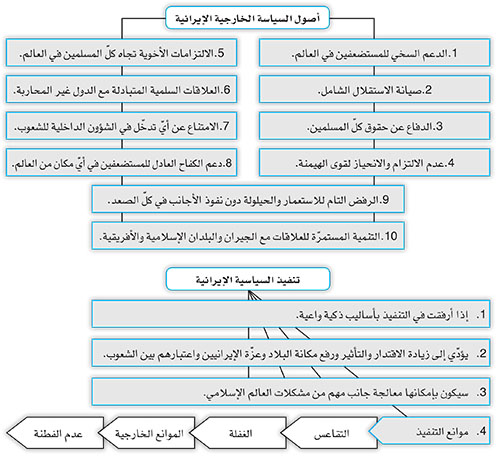 أصول السياسة الخارجية الإيرانية
1. الدعم السخي للمستضعفين في العالم.
2. صيانة الاستقلال الشامل.
3. الدفاع عن حقوق كلّ المسلمين.
4. عدم الالتزام والانحياز لقوى الهيمنة.
5. الالتزامات الأخوية تجاه كلّ المسلمين في العالم.
6. العلاقات السلمية المتبادلة مع الدول غير المحاربة.
7. الامتناع عن أيّ تدخّل في الشؤون الداخلية للشعوب.
8. دعم الكفاح العادل للمستضعفين في أيّ مكان من العالم.
9. الرفض التام للاستعمار والحيلولة دون نفوذ الأجانب في كلّ الصعد.
10. التنمية المستمرّة للعلاقات مع الجيران والبلدان الإسلامية والأفريقية.
تنفيذ السياسية الإيرانية
1. إذا أرفقت في التنفيذ بأساليب ذكية واعية.
2. يؤدّي إلى زيادة الاقتدار والتأثير ورفع مكانة البلاد وعزّة الإيرانيين واعتبارهم بين الشعوب.
3. سيكون بإمكانها معالجة جانب مهم من مشكلات العالم الإسلامي.
4. موانع التنفيذ
التقاعس
الغفلة
الموانع الخارجية
عدم الفطنة